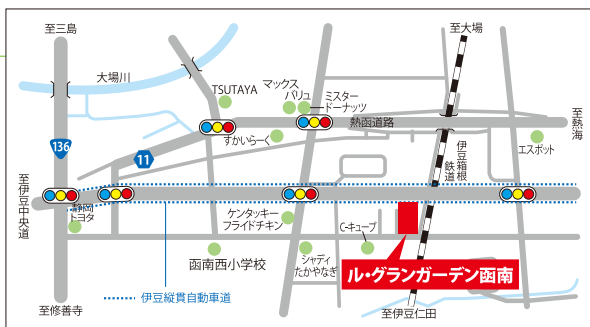 至三島
至大場
大場川
TSUTAYA
マックス
バリュ
ミスター
ドーナッツ
熱函道路
至熱海
136
11
すかいらーく
エスポット
伊豆箱根
鉄道
至伊豆中央道
静岡
トヨタ
ケンタッキー
フライドチキン
C-キューブ
函南西小学校
シャディ
たかやなぎ
ル・グランガーデン函南
伊豆縦貫自動車道
至修善寺
至伊豆仁田